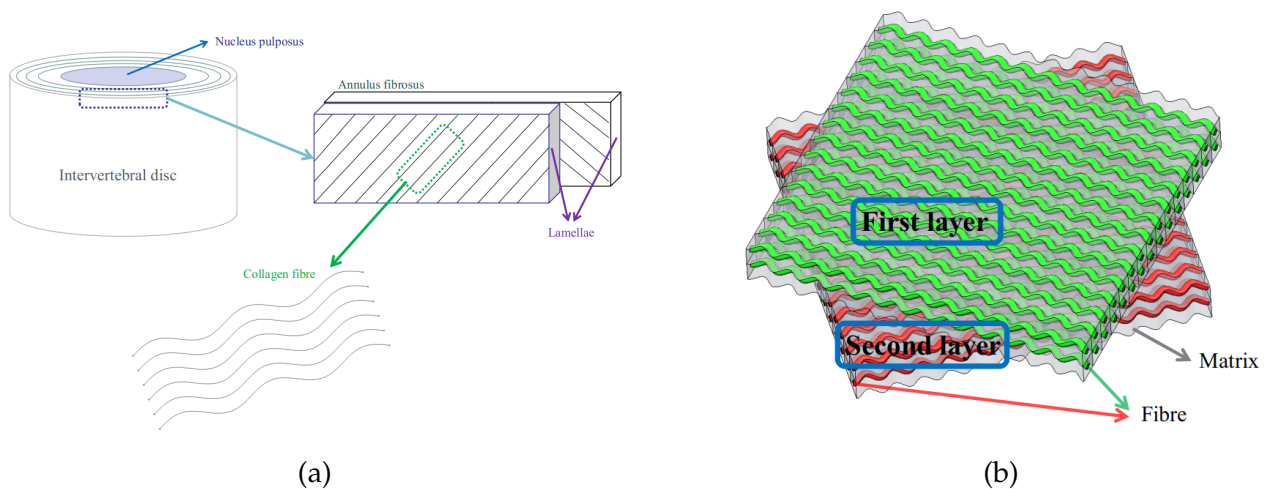 Nucleus pulposus
Annulus fibrosus
Intervertebral disc
Lamellae
Collagen fibre
First layer
Second layer
Matrix
Fibre
(a)
(b)